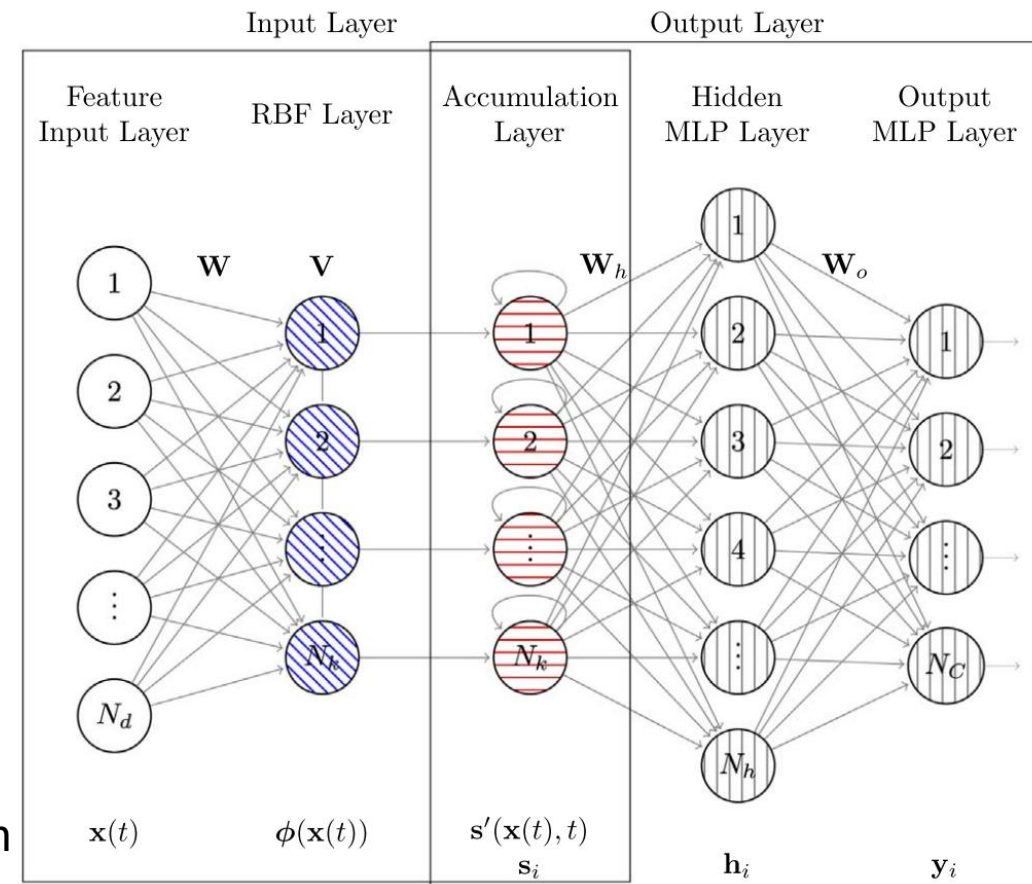 Input Layer
Output Layer
Feature
Input Layer
RBF Layer
Accumulation
Layer
Hidden
MLP Layer
Output
MLP Layer
W
V
W_h
W_o
1
2
3
⋮
N_d
1
2
⋮
N_k
1
2
⋮
N_k
1
2
3
4
⋮
N_h
1
2
⋮
N_C
n
x(t)
ϕ(x(t))
s′(x(t), t)
s_i
h_i
y_i